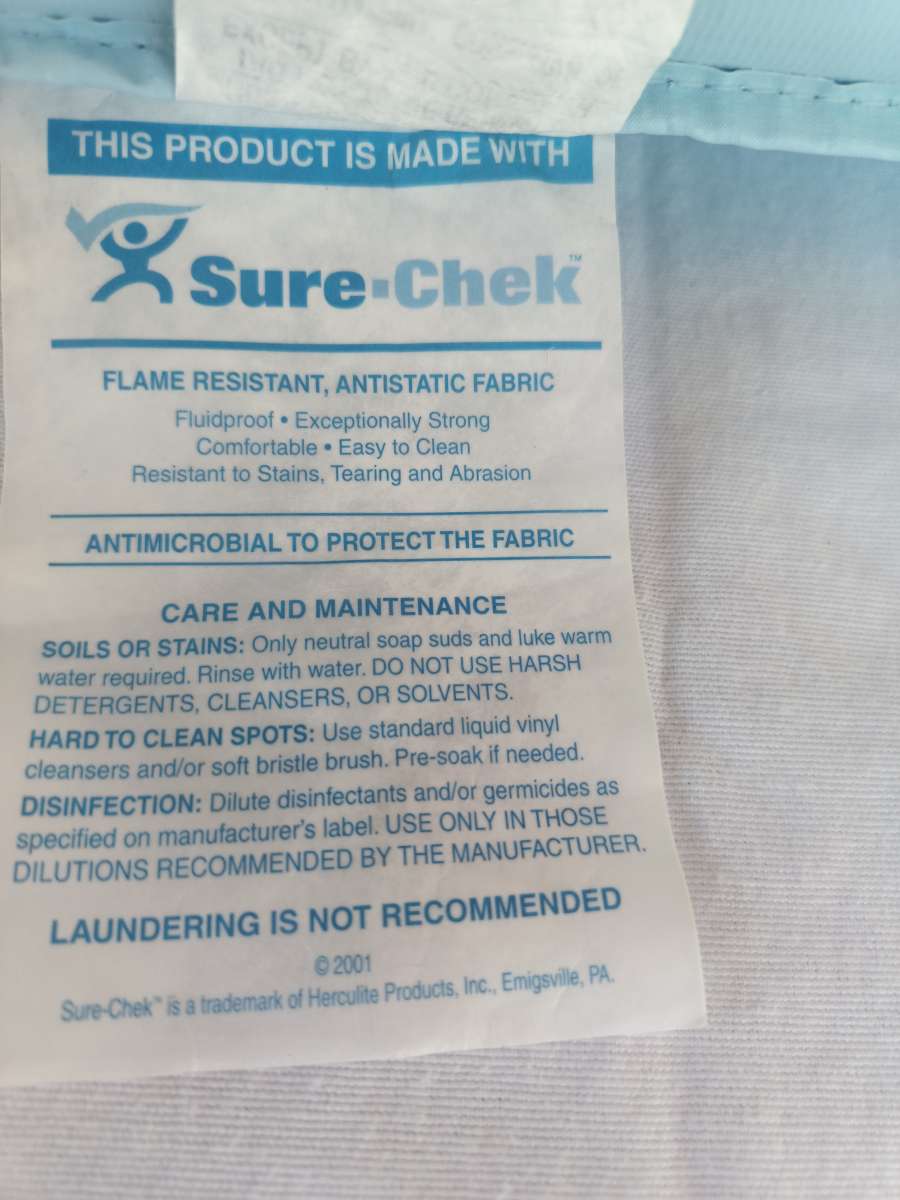 THIS PRODUCT IS MADE WITH
Sure-Chek™
FLAME RESISTANT, ANTISTATIC FABRIC
Fluidproof • Exceptionally Strong
Comfortable • Easy to Clean
Resistant to Stains, Tearing and Abrasion
ANTIMICROBIAL TO PROTECT THE FABRIC
CARE AND MAINTENANCE
SOILS OR STAINS: Only neutral soap suds and luke warm
water required. Rinse with water. DO NOT USE HARSH
DETERGENTS, CLEANSERS, OR SOLVENTS.
HARD TO CLEAN SPOTS: Use standard liquid vinyl
cleansers and/or soft bristle brush. Pre-soak if needed.
DISINFECTION: Dilute disinfectants and/or germicides as
specified on manufacturer's label. USE ONLY IN THOSE
DILUTIONS RECOMMENDED BY THE MANUFACTURER.
LAUNDERING IS NOT RECOMMENDED
© 2001
Sure-Chek™ is a trademark of Herculite Products, Inc., Emigsville, PA.